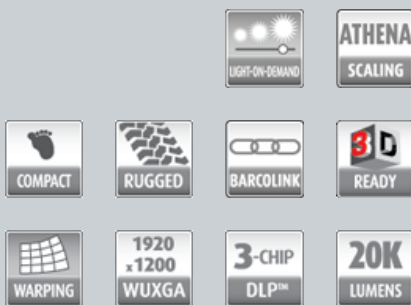 LIGHT-ON-DEMAND
ATHENA
SCALING
COMPACT
RUGGED
BARCOLINK
3D
READY
WARPING
1920
x1200
WUXGA
3-CHIP
DLP™
20K
LUMENS